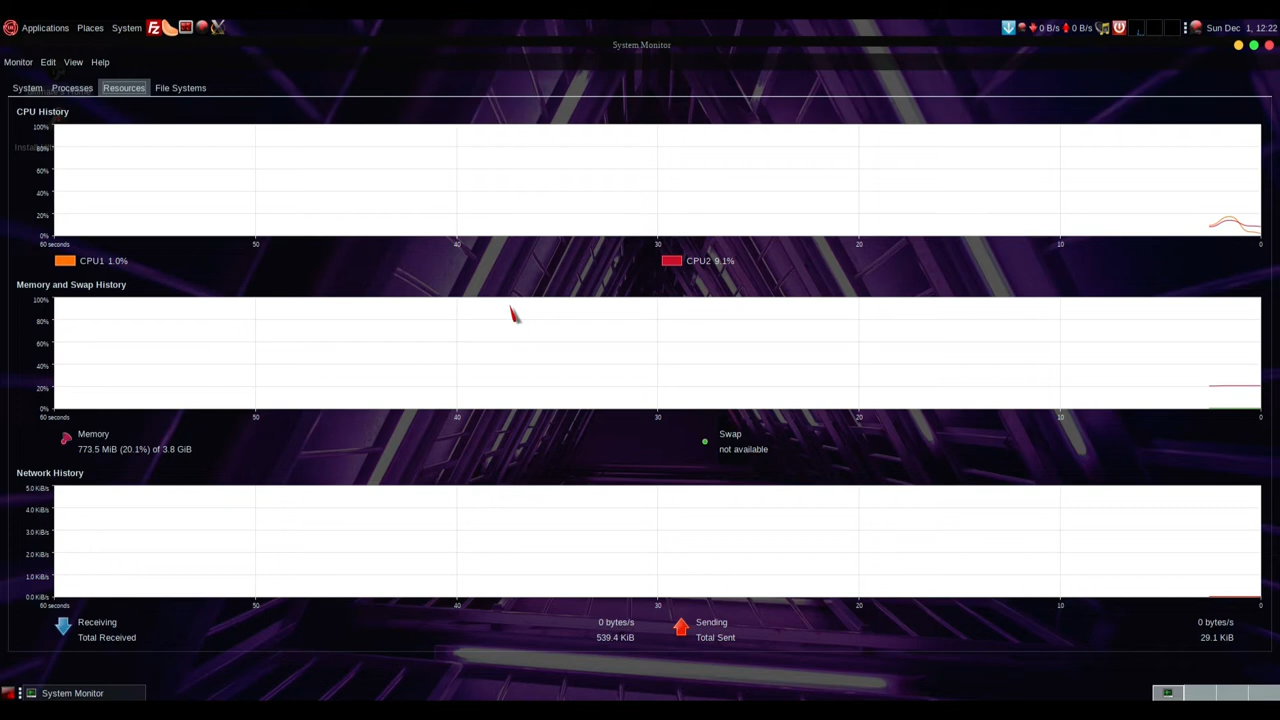 Applications Places System Fz 0 B/s 0 B/s Sun Dec 1, 12:22
System Monitor
Monitor Edit View Help
System Processes Resources File Systems
CPU History
100%
80%
60%
40%
20%
0%
60 seconds 50 40 30 20 10 0
CPU1 1.0% CPU2 9.1%
Memory and Swap History
100%
80%
60%
40%
20%
0%
60 seconds 50 40 30 20 10 0
Memory Swap
773.5 MiB (20.1%) of 3.8 GiB not available
Network History
5.0 KiB/s
4.0 KiB/s
3.0 KiB/s
2.0 KiB/s
1.0 KiB/s
0.0 KiB/s
60 seconds 50 40 30 20 10 0
Receiving 0 bytes/s Sending 0 bytes/s
Total Received 539.4 KiB Total Sent 29.1 KiB
System Monitor